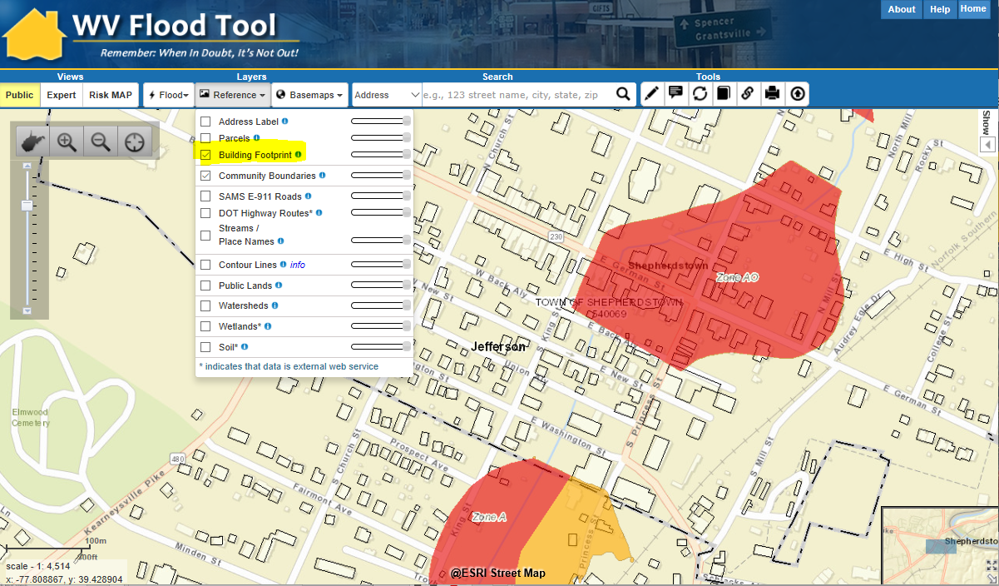 WV Flood Tool
Remember: When In Doubt, It's Not Out!
GIFTS
Spencer
Grantsville
About Help Home
Views Layers Search Tools
Public Expert Risk MAP Flood Reference Basemaps Address e.g., 123 street name, city, state, zip
Address Label
Parcels
Building Footprint
Community Boundaries
SAMS E-911 Roads
DOT Highway Routes*
Streams /
Place Names
Contour Lines info
Public Lands
Watersheds
Wetlands*
Soil*
* indicates that data is external web service
Show
N Church St
North Mill St
Rocky St
230
E High St
Norfolk Southern
Shepherdstown
E German St
Zone AO
N Mill St
W Back Aly
W New St
TOWN OF SHEPHERDSTOWN
540069
N King St
E Back Aly
Audrey Egle Dr
College St
Jefferson
Union Aly
E New St
E German St
E Washington St
S Princess St
Elmwood
Cemetery
S Church St
Prospect Ave
S Mill St
480
Kearneysville Pike
Fairmont Ave
King St
Zone A
S Princess St
Minden St
Ln
100m
scale - 1: 4,514
x: -77.808867, y: 39.428904
@ESRI Street Map
Shepherdsto